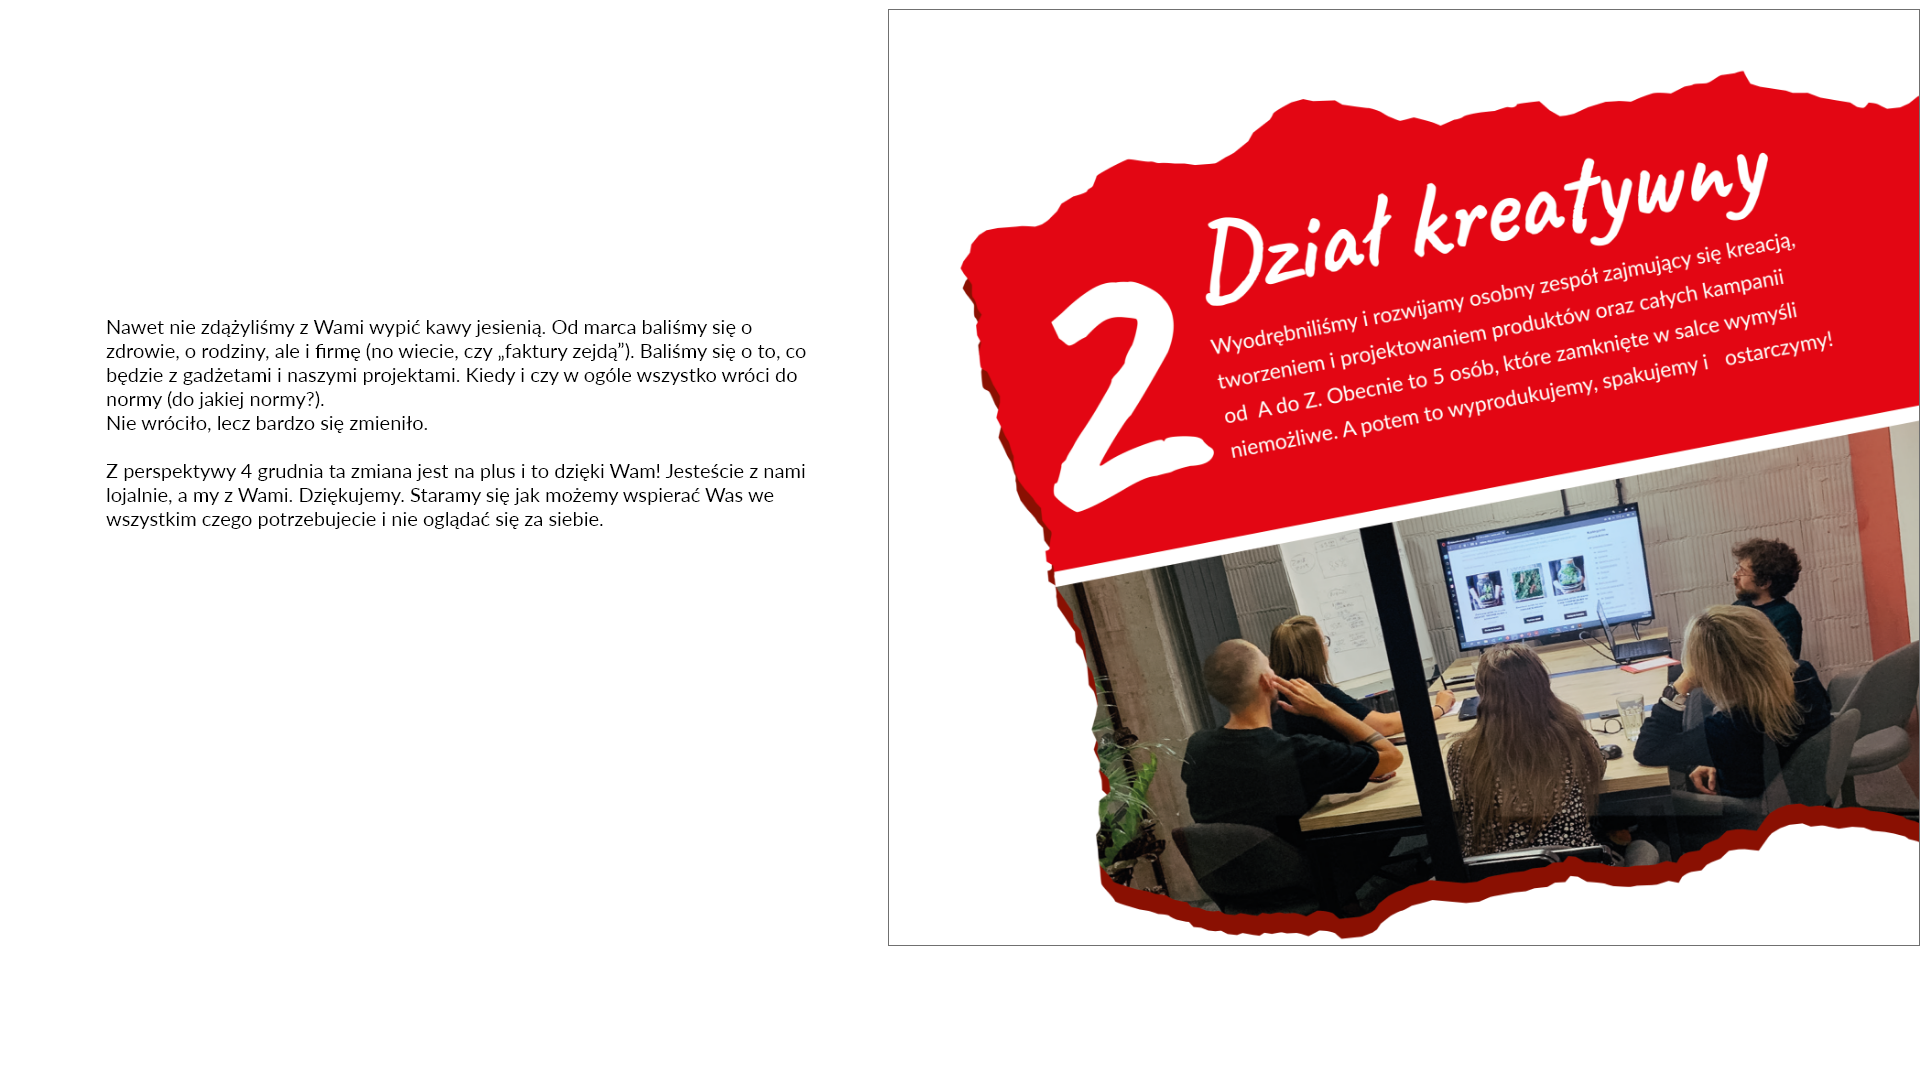 Nawet nie zdążyliśmy z Wami wypić kawy jesienią. Od marca baliśmy się o
zdrowie, o rodziny, ale i firmę (no wiecie, czy „faktury zejdą”). Baliśmy się o to, co
będzie z gadżetami i naszymi projektami. Kiedy i czy w ogóle wszystko wróci do
normy (do jakiej normy?).
Nie wróciło, lecz bardzo się zmieniło.
Z perspektywy 4 grudnia ta zmiana jest na plus i to dzięki Wam! Jesteście z nami
lojalnie, a my z Wami. Dziękujemy. Staramy się jak możemy wspierać Was we
wszystkim czego potrzebujecie i nie oglądać się za siebie.
2
Dział kreatywny
Wyodrębniliśmy i rozwijamy osobny zespół zajmujący się kreacją,
tworzeniem i projektowaniem produktów oraz całych kampanii
od A do Z. Obecnie to 5 osób, które zamknięte w salce wymyśli
niemożliwe. A potem to wyprodukujemy, spakujemy i ostarczymy!